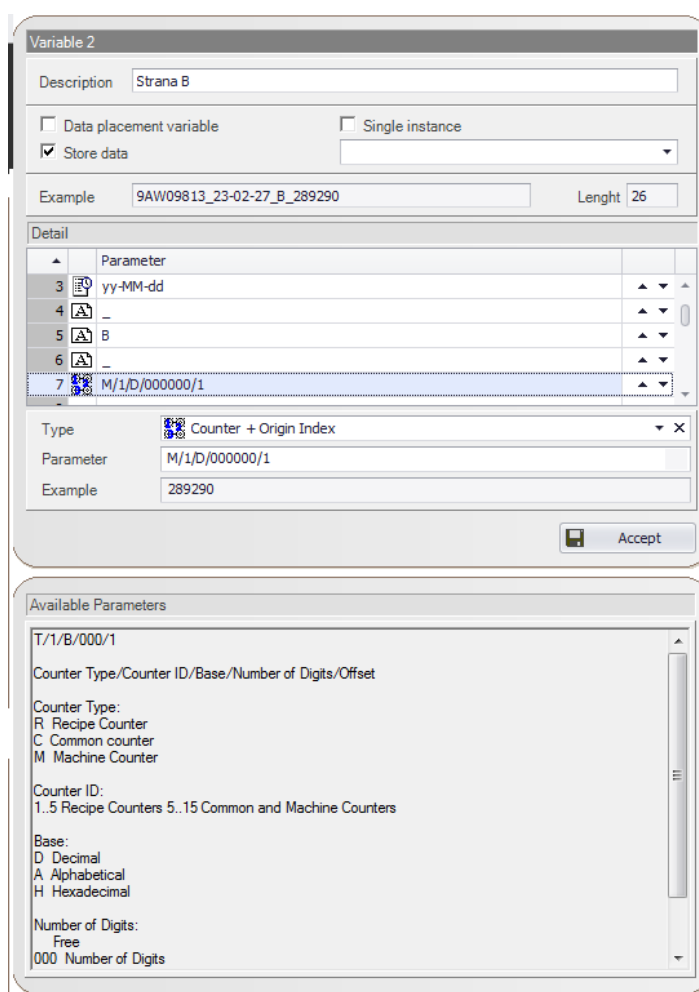 Variable 2
Description Strana B
Data placement variable Single instance
Store data
Example 9AW09813_23-02-27_B_289290 Lenght 26
Detail
Parameter
3 yy-MM-dd
4 _
5 B
6 _
7 M/1/D/000000/1
Type Counter + Origin Index
Parameter M/1/D/000000/1
Example 289290
Accept
Available Parameters
T/1/B/000/1
Counter Type/Counter ID/Base/Number of Digits/Offset
Counter Type:
R Recipe Counter
C Common counter
M Machine Counter
Counter ID:
1..5 Recipe Counters 5..15 Common and Machine Counters
Base:
D Decimal
A Alphabetical
H Hexadecimal
Number of Digits:
Free
000 Number of Digits